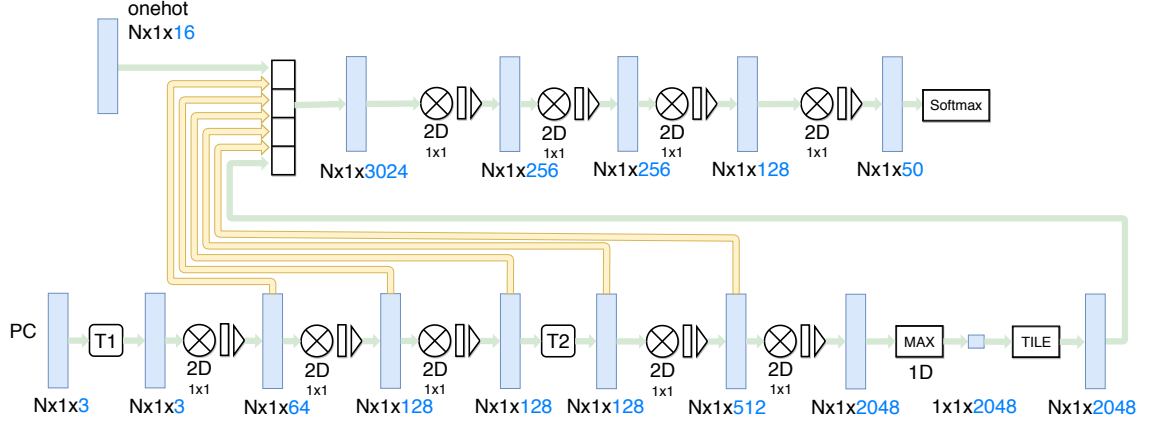 onehot
Nx1x16
2D
1x1
2D
1x1
2D
1x1
2D
1x1
Softmax
Nx1x3024
Nx1x256
Nx1x256
Nx1x128
Nx1x50
PC
T1
2D
1x1
2D
1x1
2D
1x1
T2
2D
1x1
2D
1x1
MAX
1D
TILE
Nx1x3
Nx1x3
Nx1x64
Nx1x128
Nx1x128
Nx1x128
Nx1x512
Nx1x2048
1x1x2048
Nx1x2048